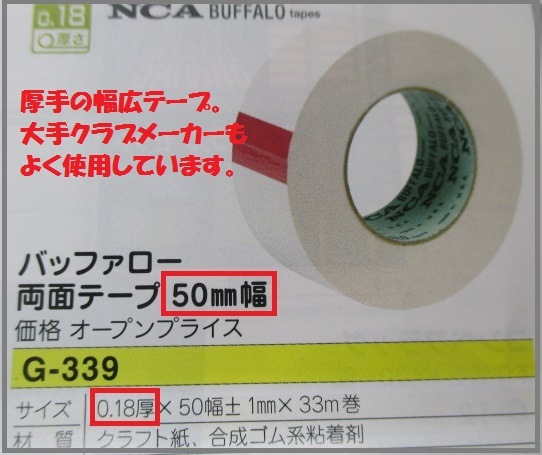 0.18
厚さ
NCA BUFFALO tapes
厚手の幅広テープ。
大手クラブメーカーも
よく使用しています。
NCA
BUFFALO
NCA
バッファロー
両面テープ 50mm幅
価格 オープンプライス
G-339
サイズ 0.18厚×50幅±1mm×33m巻
材質 クラフト紙、合成ゴム系粘着剤